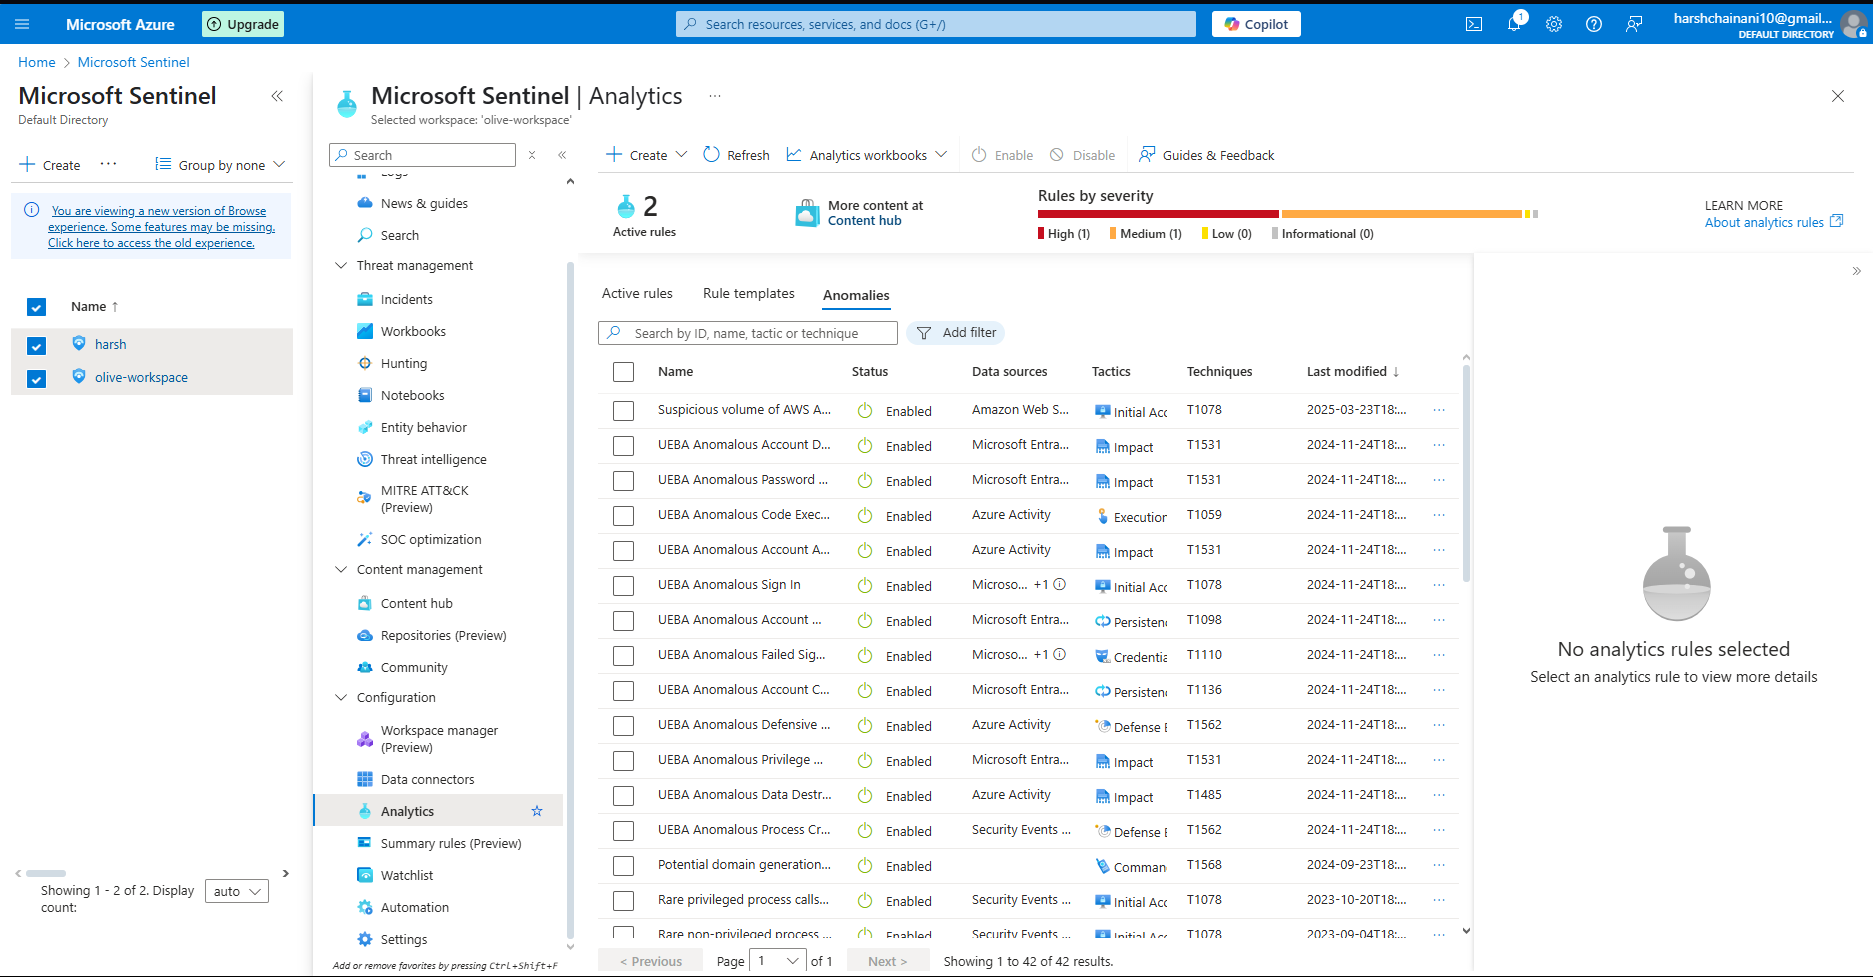 Microsoft Azure
Upgrade
Search resources, services, and docs (G+/)
Copilot
1
harshchainani10@gmail...
DEFAULT DIRECTORY
Home > Microsoft Sentinel
Microsoft Sentinel
Default Directory
Create
Group by none
You are viewing a new version of Browse
experience. Some features may be missing.
Click here to access the old experience.
Name ↑
harsh
olive-workspace
Showing 1 - 2 of 2. Display
count:
auto
Microsoft Sentinel | Analytics
Selected workspace: 'olive-workspace'
Search
Logs
News & guides
Search
Threat management
Incidents
Workbooks
Hunting
Notebooks
Entity behavior
Threat intelligence
MITRE ATT&CK
(Preview)
SOC optimization
Content management
Content hub
Repositories (Preview)
Community
Configuration
Workspace manager
(Preview)
Data connectors
Analytics
Summary rules (Preview)
Watchlist
Automation
Settings
Add or remove favorites by pressing Ctrl+Shift+F
Create
Refresh
Analytics workbooks
Enable
Disable
Guides & Feedback
2
Active rules
More content at
Content hub
Rules by severity
High (1)
Medium (1)
Low (0)
Informational (0)
LEARN MORE
About analytics rules
Active rules
Rule templates
Anomalies
Search by ID, name, tactic or technique
Add filter
Name Status Data sources Tactics Techniques Last modified ↓
Suspicious volume of AWS A... Enabled Amazon Web S... Initial Acc T1078 2025-03-23T18:...
UEBA Anomalous Account D... Enabled Microsoft Entra... Impact T1531 2024-11-24T18:...
UEBA Anomalous Password ... Enabled Microsoft Entra... Impact T1531 2024-11-24T18:...
UEBA Anomalous Code Exec... Enabled Azure Activity Execution T1059 2024-11-24T18:...
UEBA Anomalous Account A... Enabled Azure Activity Impact T1531 2024-11-24T18:...
UEBA Anomalous Sign In Enabled Microso... +1 Initial Acc T1078 2024-11-24T18:...
UEBA Anomalous Account ... Enabled Microsoft Entra... Persistenc T1098 2024-11-24T18:...
UEBA Anomalous Failed Sig... Enabled Microso... +1 Credentia T1110 2024-11-24T18:...
UEBA Anomalous Account C... Enabled Microsoft Entra... Persistenc T1136 2024-11-24T18:...
UEBA Anomalous Defensive ... Enabled Azure Activity Defense E T1562 2024-11-24T18:...
UEBA Anomalous Privilege ... Enabled Microsoft Entra... Impact T1531 2024-11-24T18:...
UEBA Anomalous Data Destr... Enabled Azure Activity Impact T1485 2024-11-24T18:...
UEBA Anomalous Process Cr... Enabled Security Events ... Defense E T1562 2024-11-24T18:...
Potential domain generation... Enabled Comman T1568 2024-09-23T18:...
Rare privileged process calls... Enabled Security Events ... Initial Acc T1078 2023-10-20T18:...
Rare non-privileged process ... Enabled Security Events ... Initial Acc T1078 2023-09-04T18:...
< Previous Page 1 of 1 Next > Showing 1 to 42 of 42 results.
No analytics rules selected
Select an analytics rule to view more details